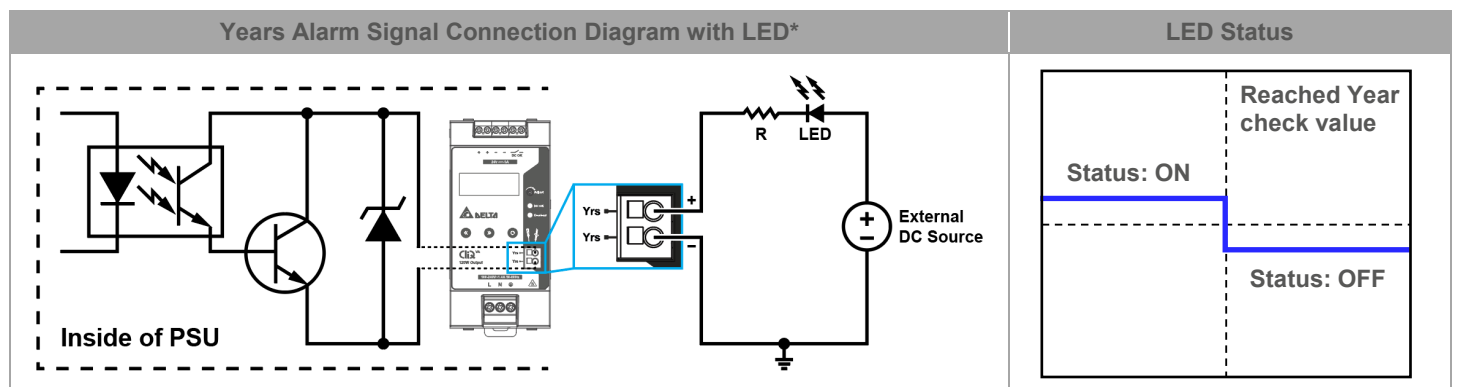 Years Alarm Signal Connection Diagram with LED*
LED Status
Inside of PSU
DELTA
Yrs
Yrs
+
−
R
LED
+
−
External
DC Source
L N
Reached Year
check value
Status: ON
Status: OFF